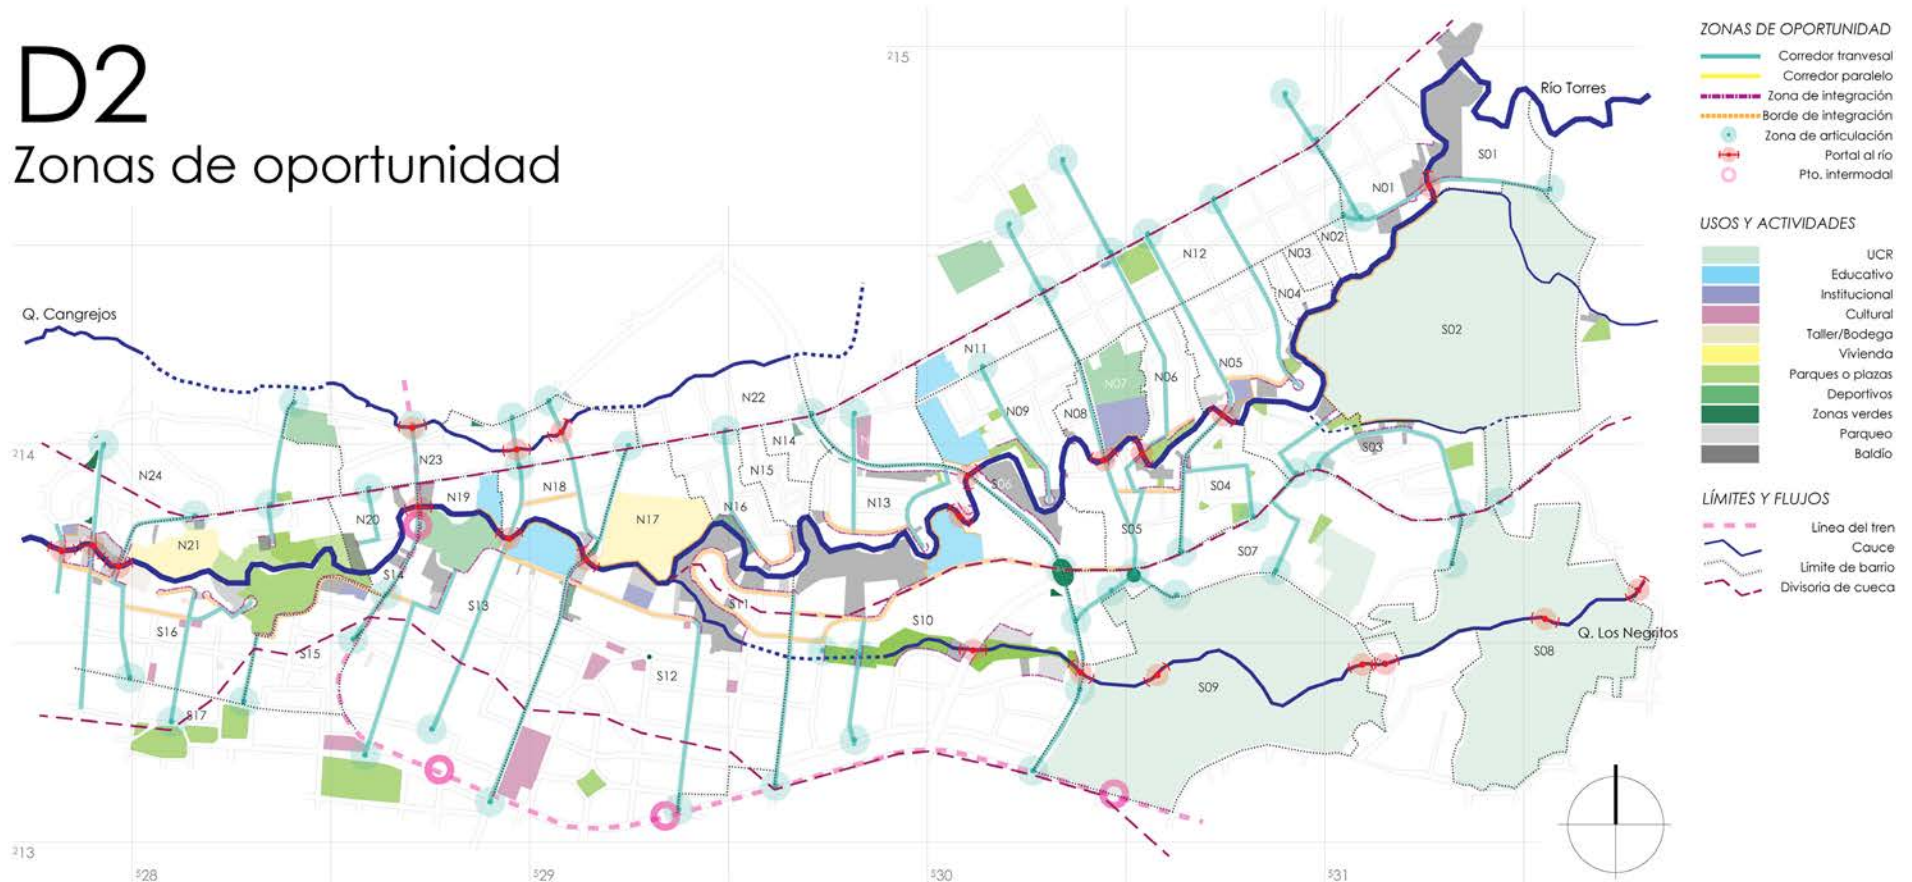 D2
Zonas de oportunidad
215
Río Torres
S01
N01
N02
N12
N03
N04
Q. Cangrejos
S02
N11
N05
N07
N06
N22
N09
N08
N14
N23
S03
214
N24
N15
N19
N18
S06
S04
N13
N16
N20
N17
S05
N21
S07
S14
S13
S11
S10
S16
Q. Los Negritos
S15
S08
S12
S09
S17
213
528
529
530
531
ZONAS DE OPORTUNIDAD
Corredor tranvesal
Corredor paralelo
Zona de integración
Borde de integración
Zona de articulación
Portal al río
Pto. intermodal
USOS Y ACTIVIDADES
UCR
Educativo
Institucional
Cultural
Taller/Bodega
Vivienda
Parques o plazas
Deportivos
Zonas verdes
Parqueo
Baldío
LÍMITES Y FLUJOS
Línea del tren
Cauce
Límite de barrio
Divisoria de cueca